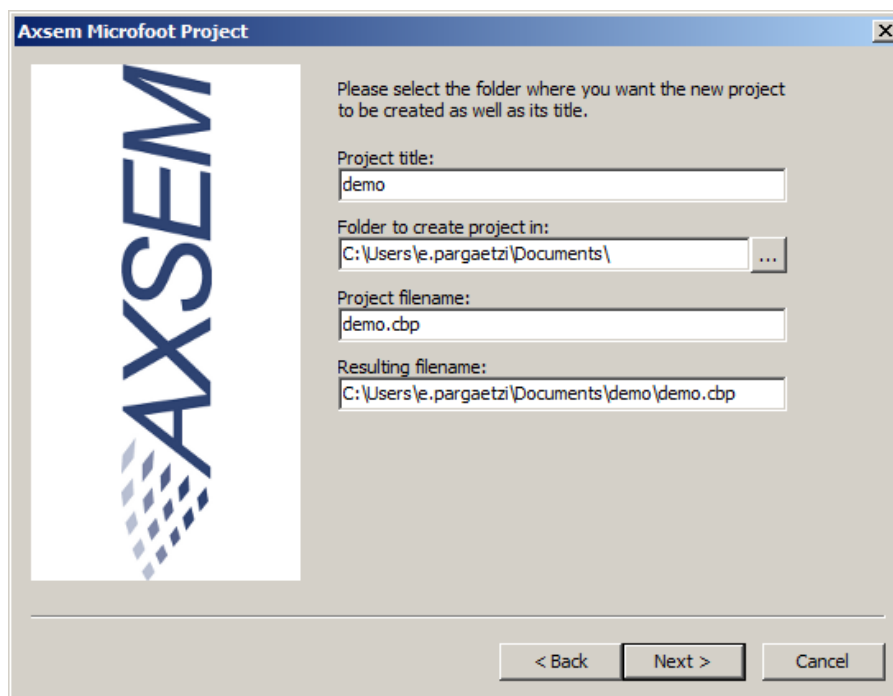 Axsem Microfoot Project
AXSEM
Please select the folder where you want the new project
to be created as well as its title.
Project title:
demo
Folder to create project in:
C:\Users\e.pargaetzi\Documents\
...
Project filename:
demo.cbp
Resulting filename:
C:\Users\e.pargaetzi\Documents\demo\demo.cbp
< Back
Next >
Cancel